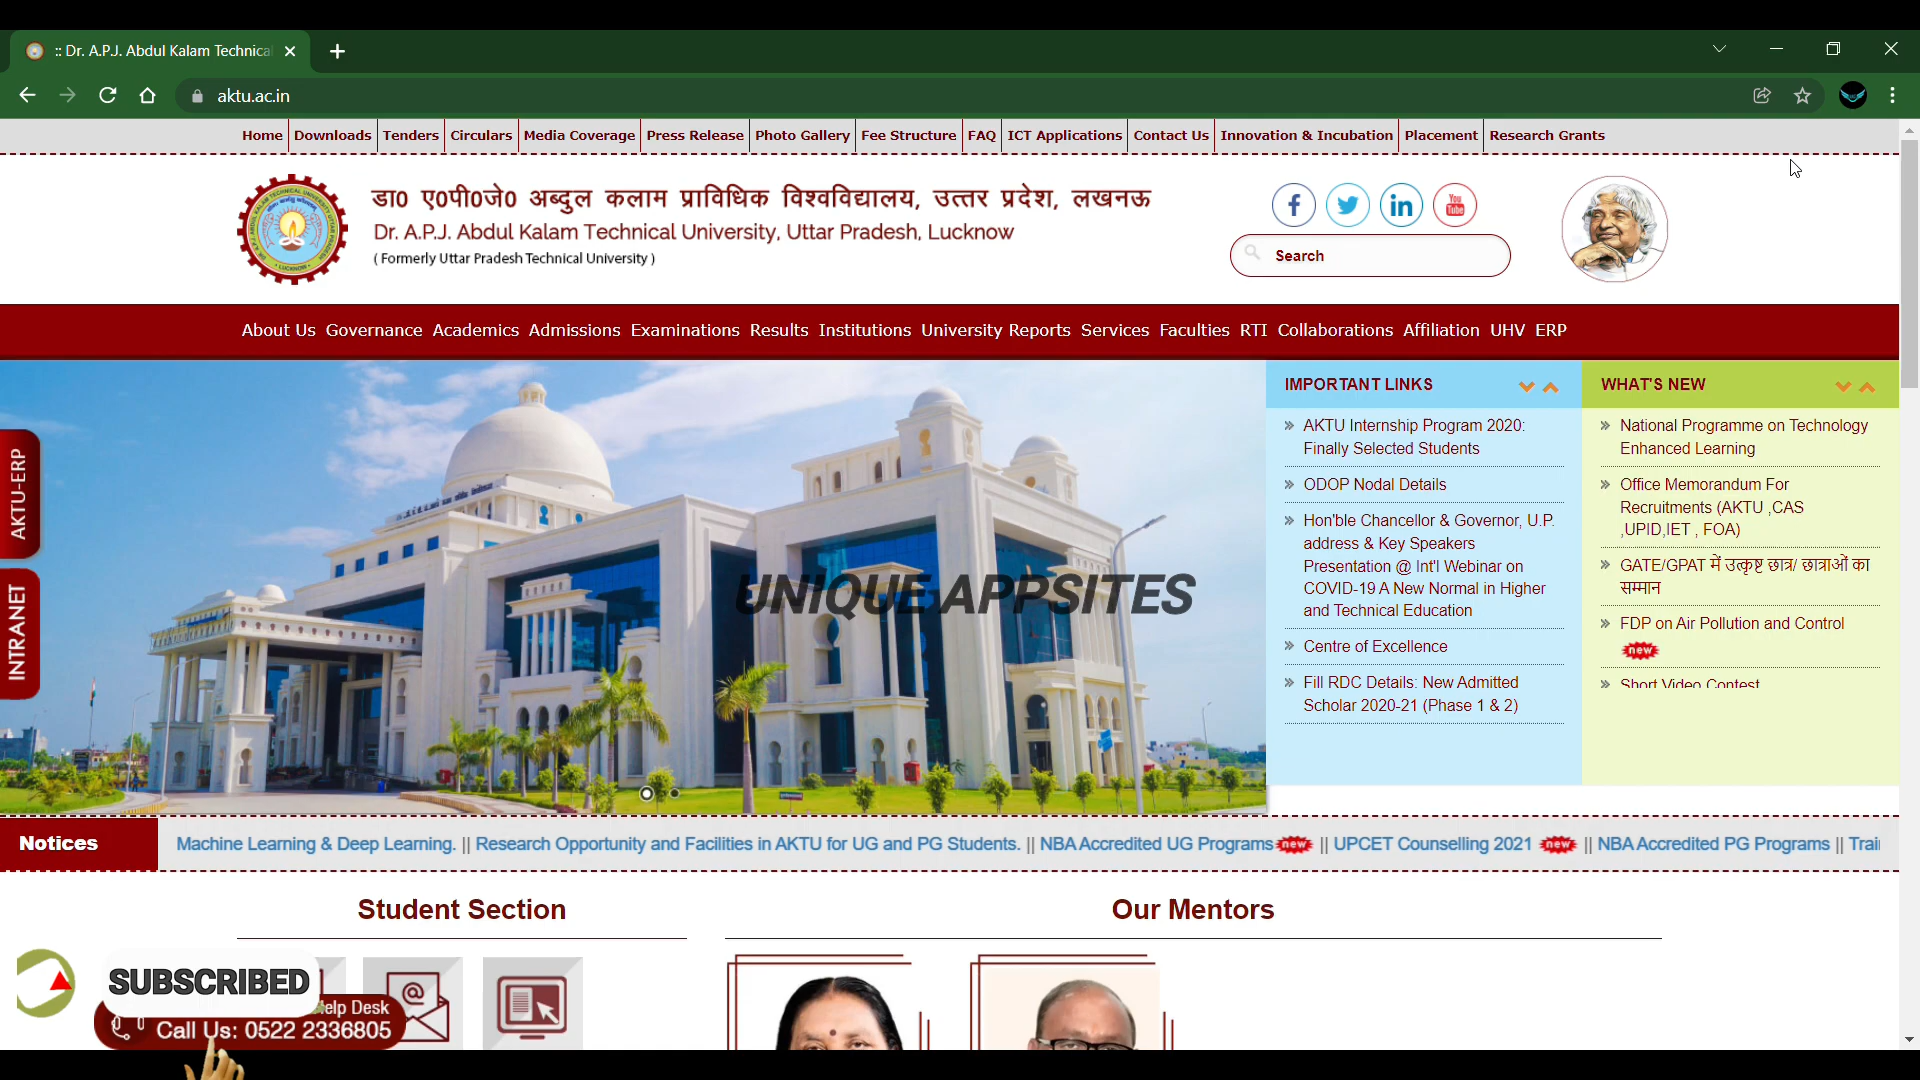 :: Dr. A.P.J. Abdul Kalam Technica
aktu.ac.in
Home Downloads Tenders Circulars Media Coverage Press Release Photo Gallery Fee Structure FAQ ICT Applications Contact Us Innovation & Incubation Placement Research Grants
डा0 ए0पी0जे0 अब्दुल कलाम प्राविधिक विश्वविद्यालय, उत्तर प्रदेश, लखनऊ
Dr. A.P.J. Abdul Kalam Technical University, Uttar Pradesh, Lucknow
( Formerly Uttar Pradesh Technical University )
f in You Tube
Search
About Us Governance Academics Admissions Examinations Results Institutions University Reports Services Faculties RTI Collaborations Affiliation UHV ERP
AKTU-ERP
INTRANET
UNIQUE APPSITES
IMPORTANT LINKS
AKTU Internship Program 2020:
Finally Selected Students
ODOP Nodal Details
Hon'ble Chancellor & Governor, U.P.
address & Key Speakers
Presentation @ Int'l Webinar on
COVID-19 A New Normal in Higher
and Technical Education
Centre of Excellence
Fill RDC Details: New Admitted
Scholar 2020-21 (Phase 1 & 2)
WHAT'S NEW
National Programme on Technology
Enhanced Learning
Office Memorandum For
Recruitments (AKTU ,CAS
,UPID,IET , FOA)
GATE/GPAT में उत्कृष्ट छात्र/ छात्राओं का
सम्मान
FDP on Air Pollution and Control
new
Short Video Contest
Notices
Machine Learning & Deep Learning. || Research Opportunity and Facilities in AKTU for UG and PG Students. || NBA Accredited UG Programs new || UPCET Counselling 2021 new || NBA Accredited PG Programs || Trai
Student Section
Our Mentors
SUBSCRIBED
elp Desk
Call Us: 0522 2336805